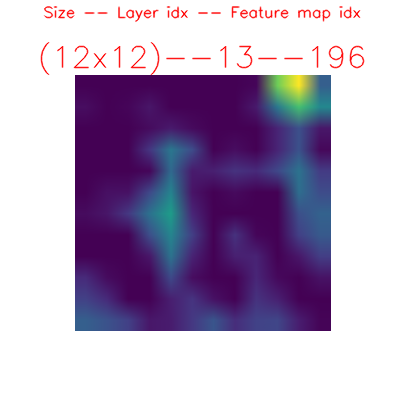 Size -- Layer idx -- Feature map idx
(12x12)--13--196